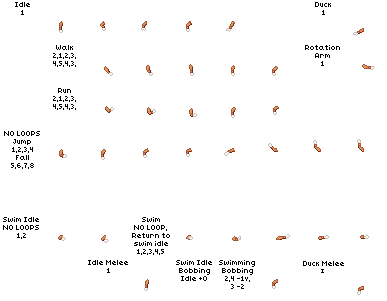 Idle
1
Duck
1
Walk
2,1,2,3,
4,5,4,3,
Rotation
Arm
1
Run
2,1,2,3,
4,5,4,3,
NO LOOPS
Jump
1,2,3,4
Fall
5,6,7,8
Swim Idle
NO LOOPS
1,2
Swim
NO LOOP,
Return to
swim idle
1,2,3,4,5
Idle Melee
1
Swim Idle
Bobbing
Idle +0
Swimming
Bobbing
2,4 -1v,
3 -2
Duck Melee
1